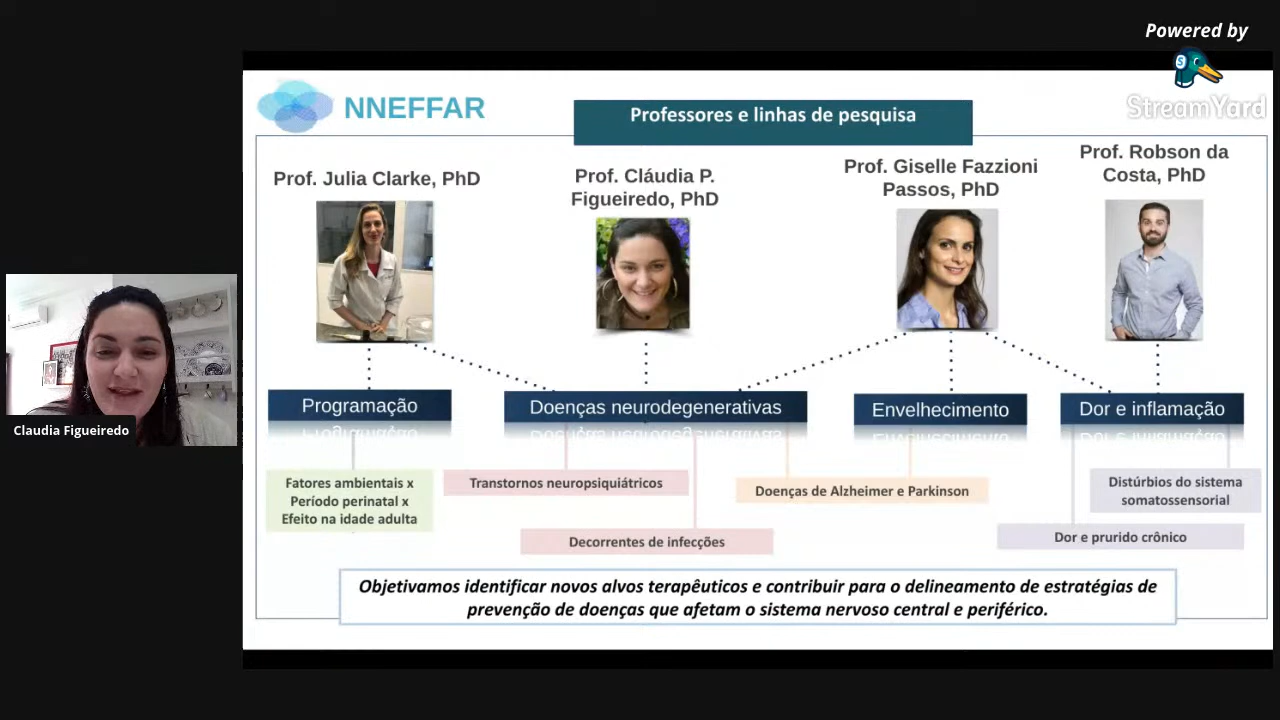 Powered by
StreamYard
NNEFFAR
Professores e linhas de pesquisa
Prof. Julia Clarke, PhD
Prof. Cláudia P.
Figueiredo, PhD
Prof. Giselle Fazzioni
Passos, PhD
Prof. Robson da
Costa, PhD
Claudia Figueiredo
Programação
Doenças neurodegenerativas
Envelhecimento
Dor e inflamação
Fatores ambientais x
Período perinatal x
Efeito na idade adulta
Transtornos neuropsiquiátricos
Decorrentes de infecções
Doenças de Alzheimer e Parkinson
Distúrbios do sistema
somatossensorial
Dor e prurido crônico
Objetivamos identificar novos alvos terapêuticos e contribuir para o delineamento de estratégias de
prevenção de doenças que afetam o sistema nervoso central e periférico.